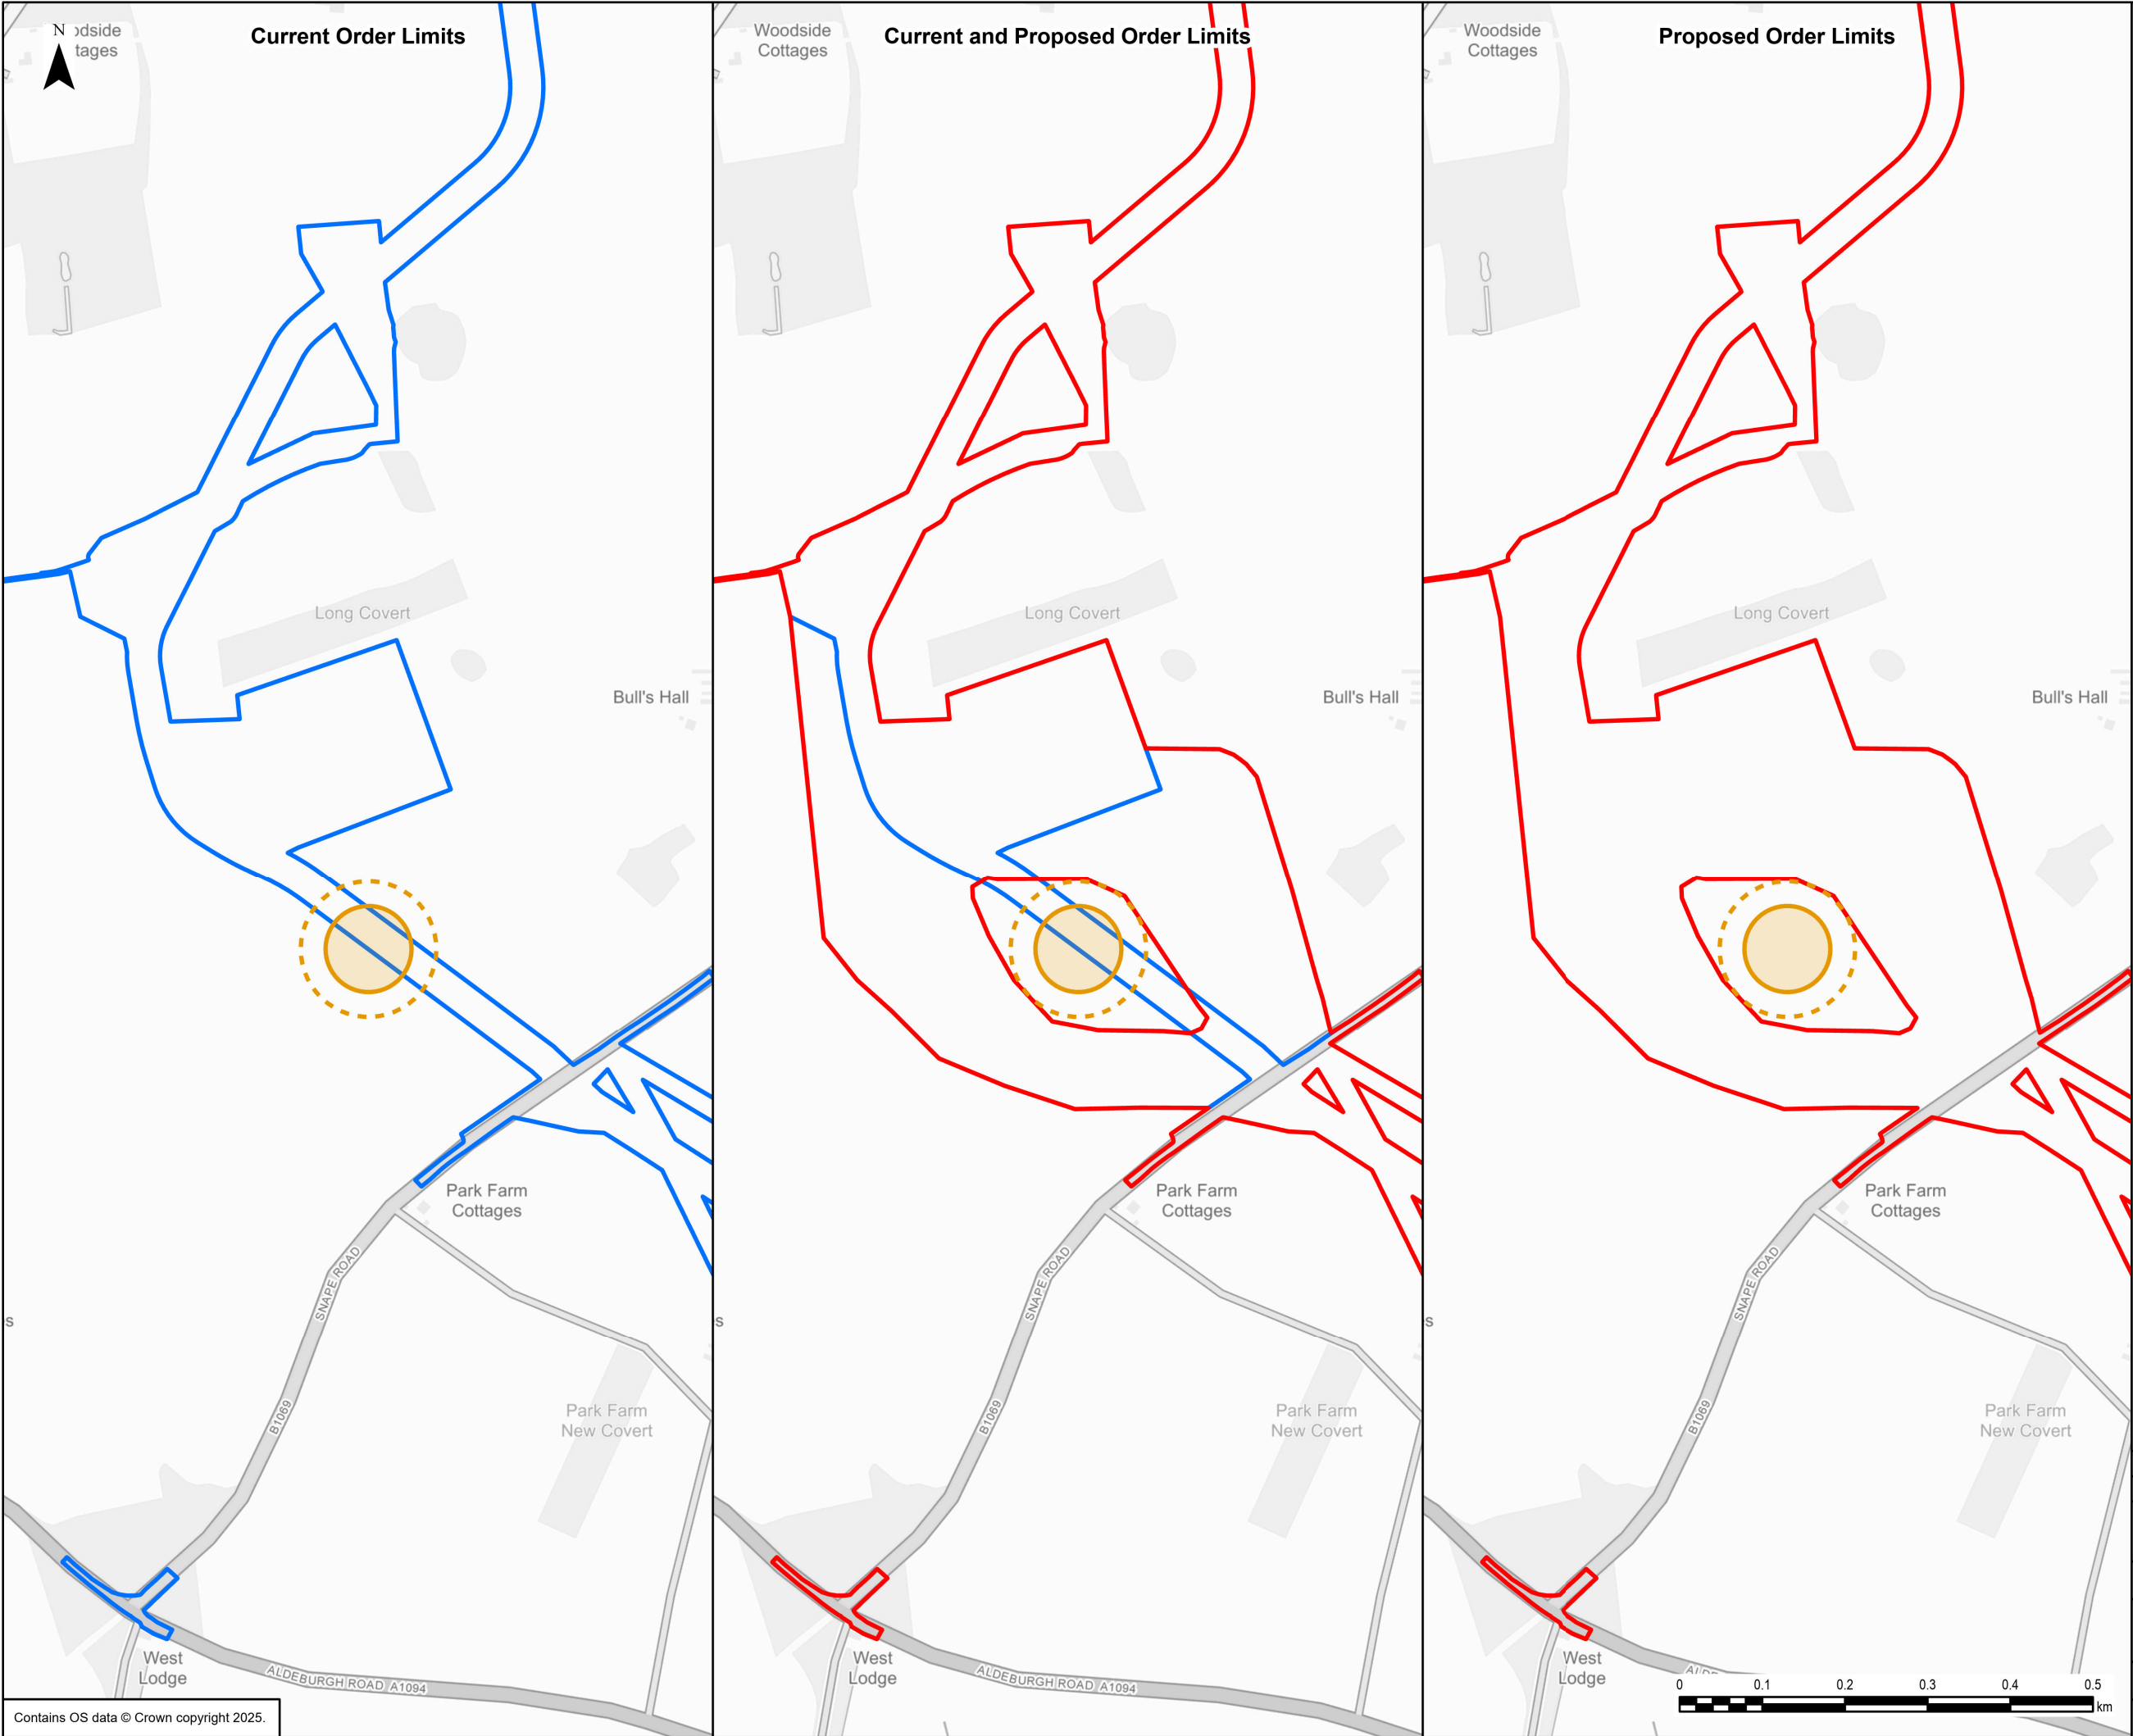 Current Order Limits
N
odside
tages
Long Covert
Bull's Hall
Park Farm
Cottages
SNAPE ROAD
s
B1069
Park Farm
New Covert
West
Lodge
ALDEBURGH ROAD A1094
Contains OS data © Crown copyright 2025.
Current and Proposed Order Limits
Woodside
Cottages
Long Covert
Bull's Hall
Park Farm
Cottages
SNAPE ROAD
s
B1069
Park Farm
New Covert
West
Lodge
ALDEBURGH ROAD A1094
Proposed Order Limits
Woodside
Cottages
Long Covert
Bull's Hall
Park Farm
Cottages
SNAPE ROAD
s
B1069
Park Farm
New Covert
West
Lodge
0 0.1 0.2 0.3 0.4 0.5
km